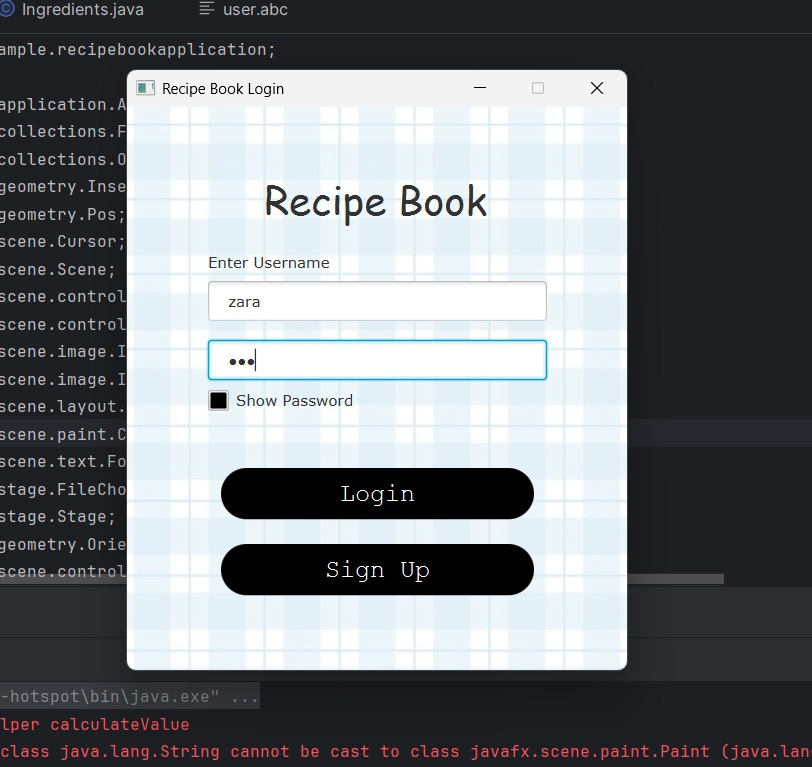 Ingredients.java user.abc
ample.recipebookapplication;
Recipe Book Login
application.A
collections.F
collections.O
geometry.Inse
geometry.Pos;
scene.Cursor;
scene.Scene;
scene.control
scene.control
scene.image.I
scene.image.I
scene.layout.
scene.paint.C
scene.text.Fo
stage.FileCho
stage.Stage;
geometry.Orie
scene.control
Recipe Book
Enter Username
zara
•••
Show Password
Login
Sign Up
-hotspot\bin\java.exe" ...
lper calculateValue
class java.lang.String cannot be cast to class javafx.scene.paint.Paint (java.lan